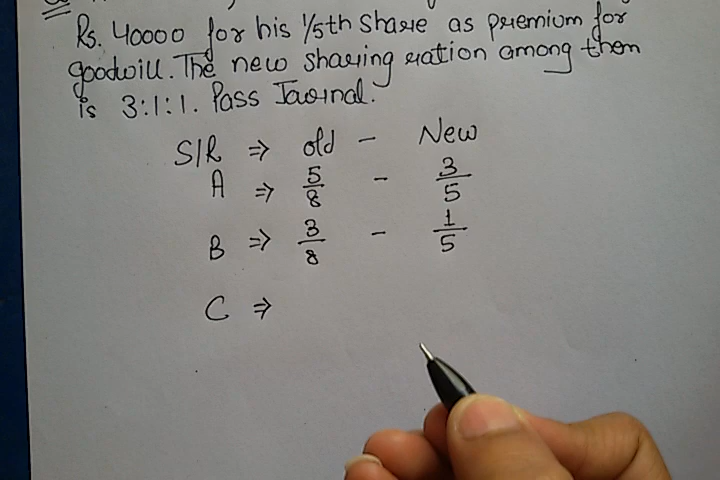 Rs. 40000 for his 1/5th share as premium for
goodwill. The new sharing ration among them
is 3:1:1. Pass Jaornal.
S/R ⇒ old - New
A ⇒ 5/8 - 3/5
B ⇒ 3/8 - 1/5
C ⇒